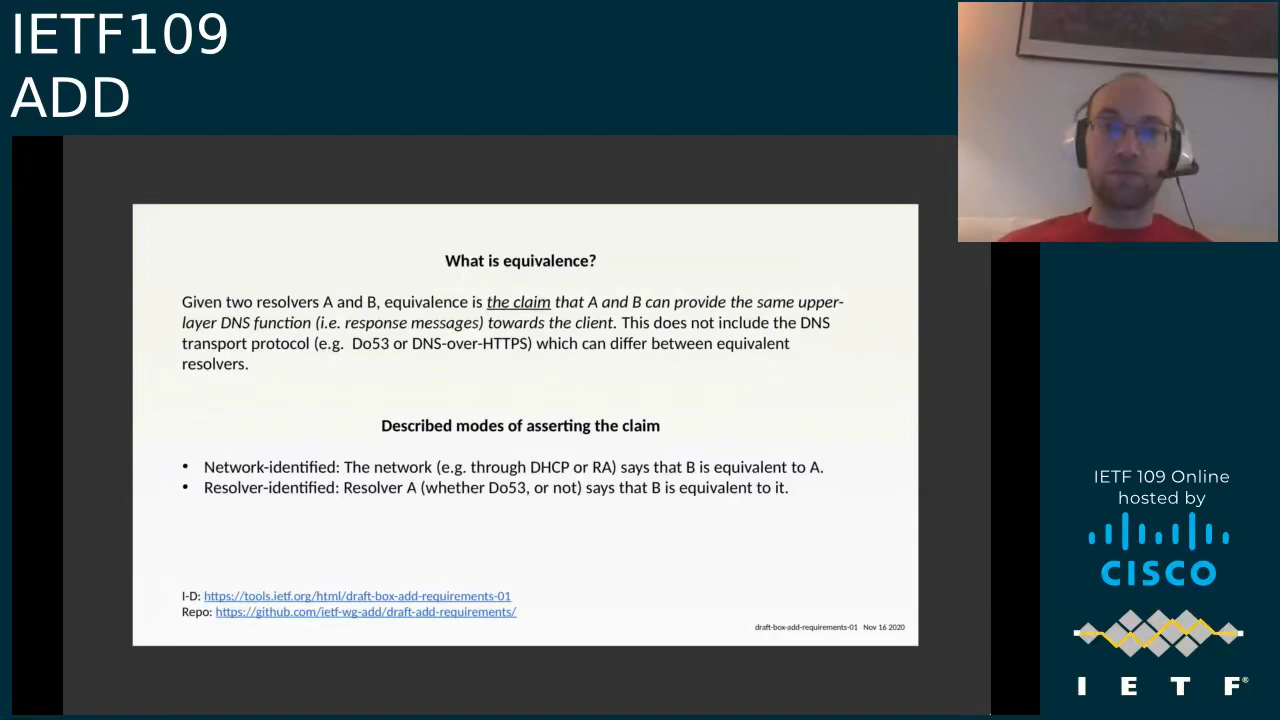 IETF109
ADD
What is equivalence?
Given two resolvers A and B, equivalence is the claim that A and B can provide the same upper-
layer DNS function (i.e. response messages) towards the client. This does not include the DNS
transport protocol (e.g.  Do53 or DNS-over-HTTPS) which can differ between equivalent
resolvers.
Described modes of asserting the claim
• Network-identified: The network (e.g. through DHCP or RA) says that B is equivalent to A.
• Resolver-identified: Resolver A (whether Do53, or not) says that B is equivalent to it.
I-D: https://tools.ietf.org/html/draft-box-add-requirements-01
Repo: https://github.com/ietf-wg-add/draft-add-requirements/
draft-box-add-requirements-01   Nov 16 2020
IETF 109 Online
hosted by
CISCO
I E T F®